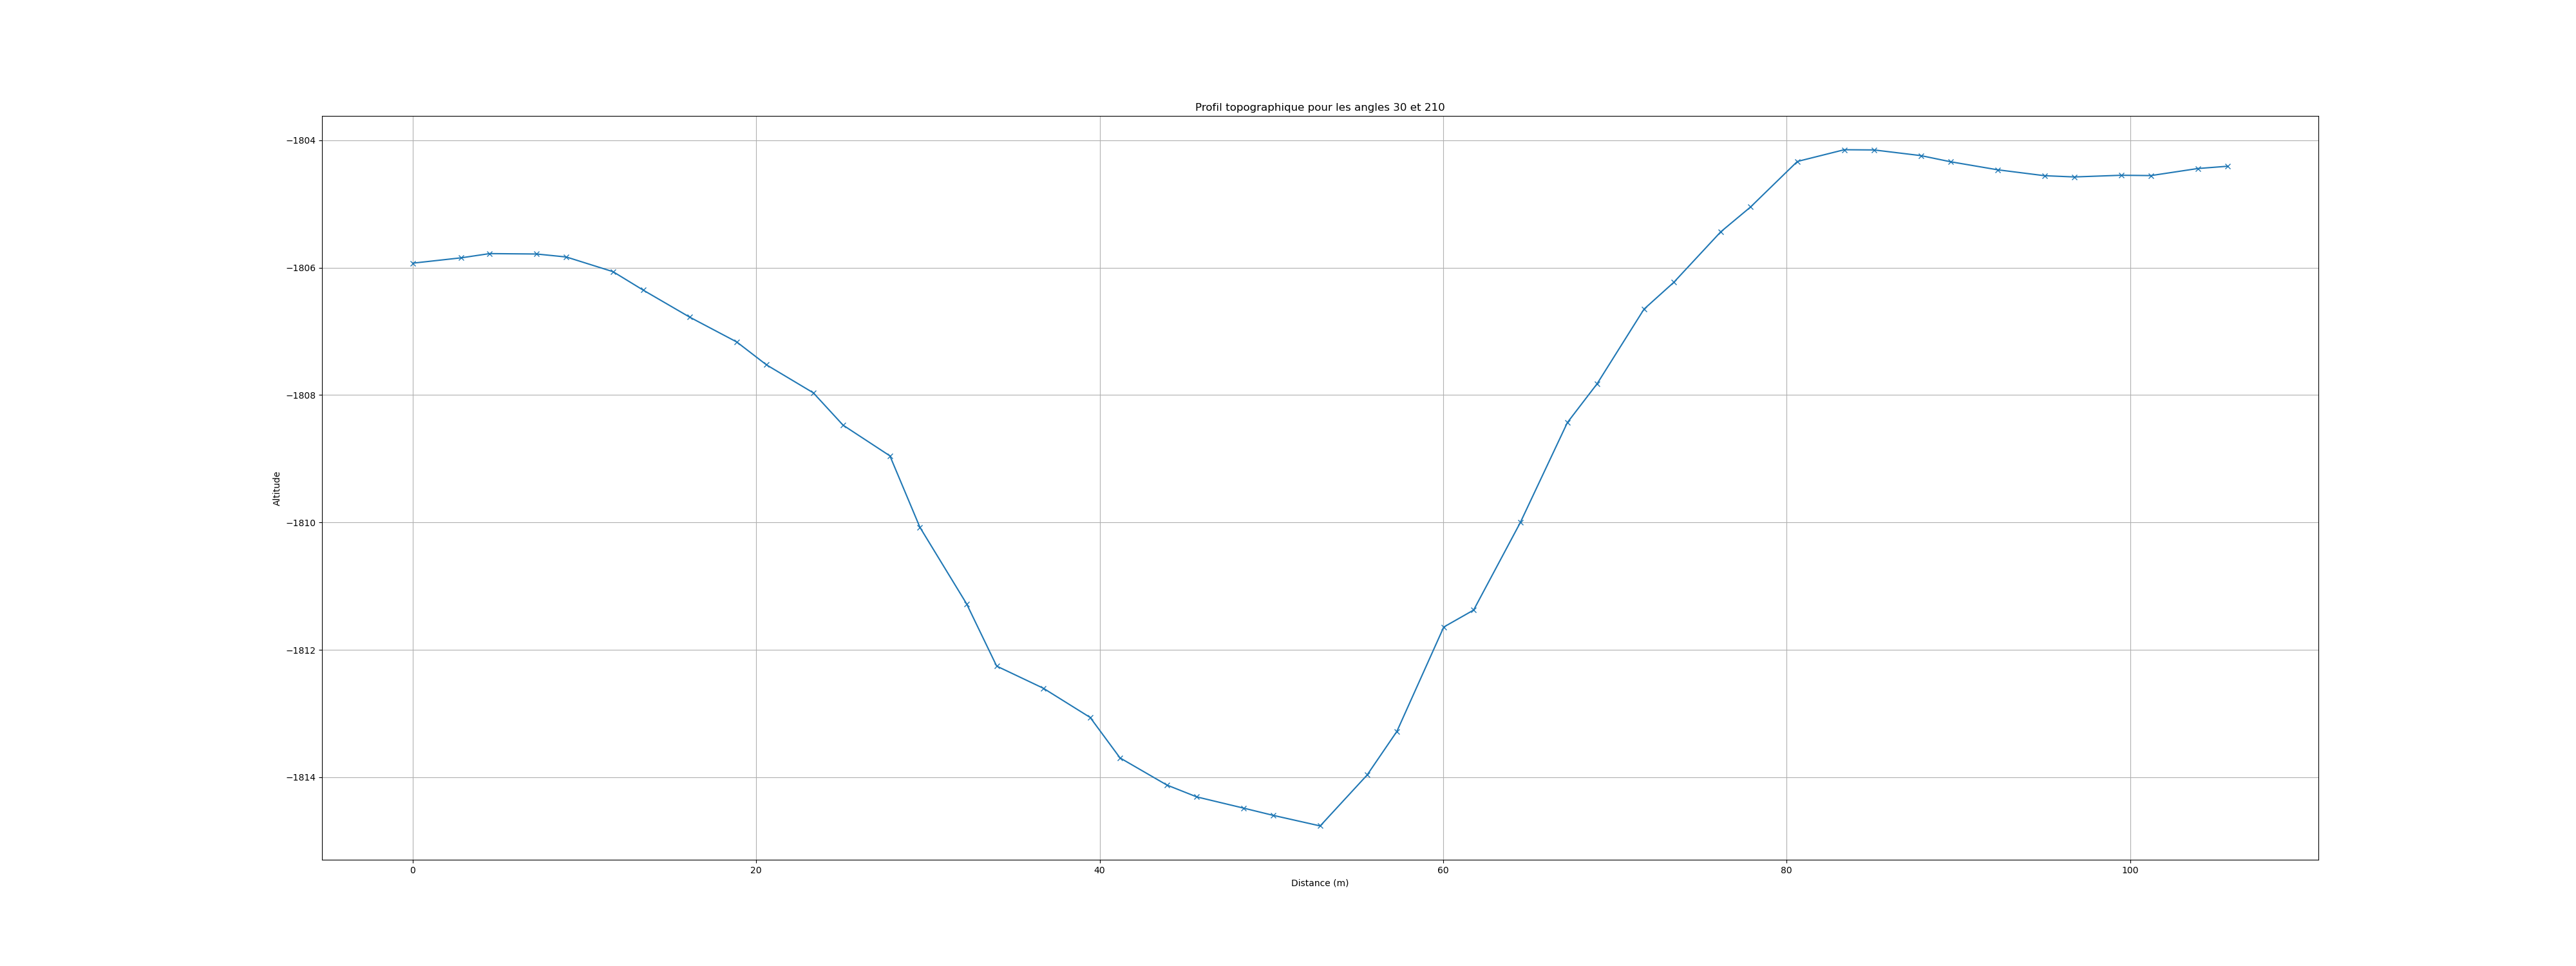 Profil topographique pour les angles 30 et 210
−1804
−1806
−1808
−1810
−1812
−1814
Altitude
0 20 40 60 80 100
Distance (m)